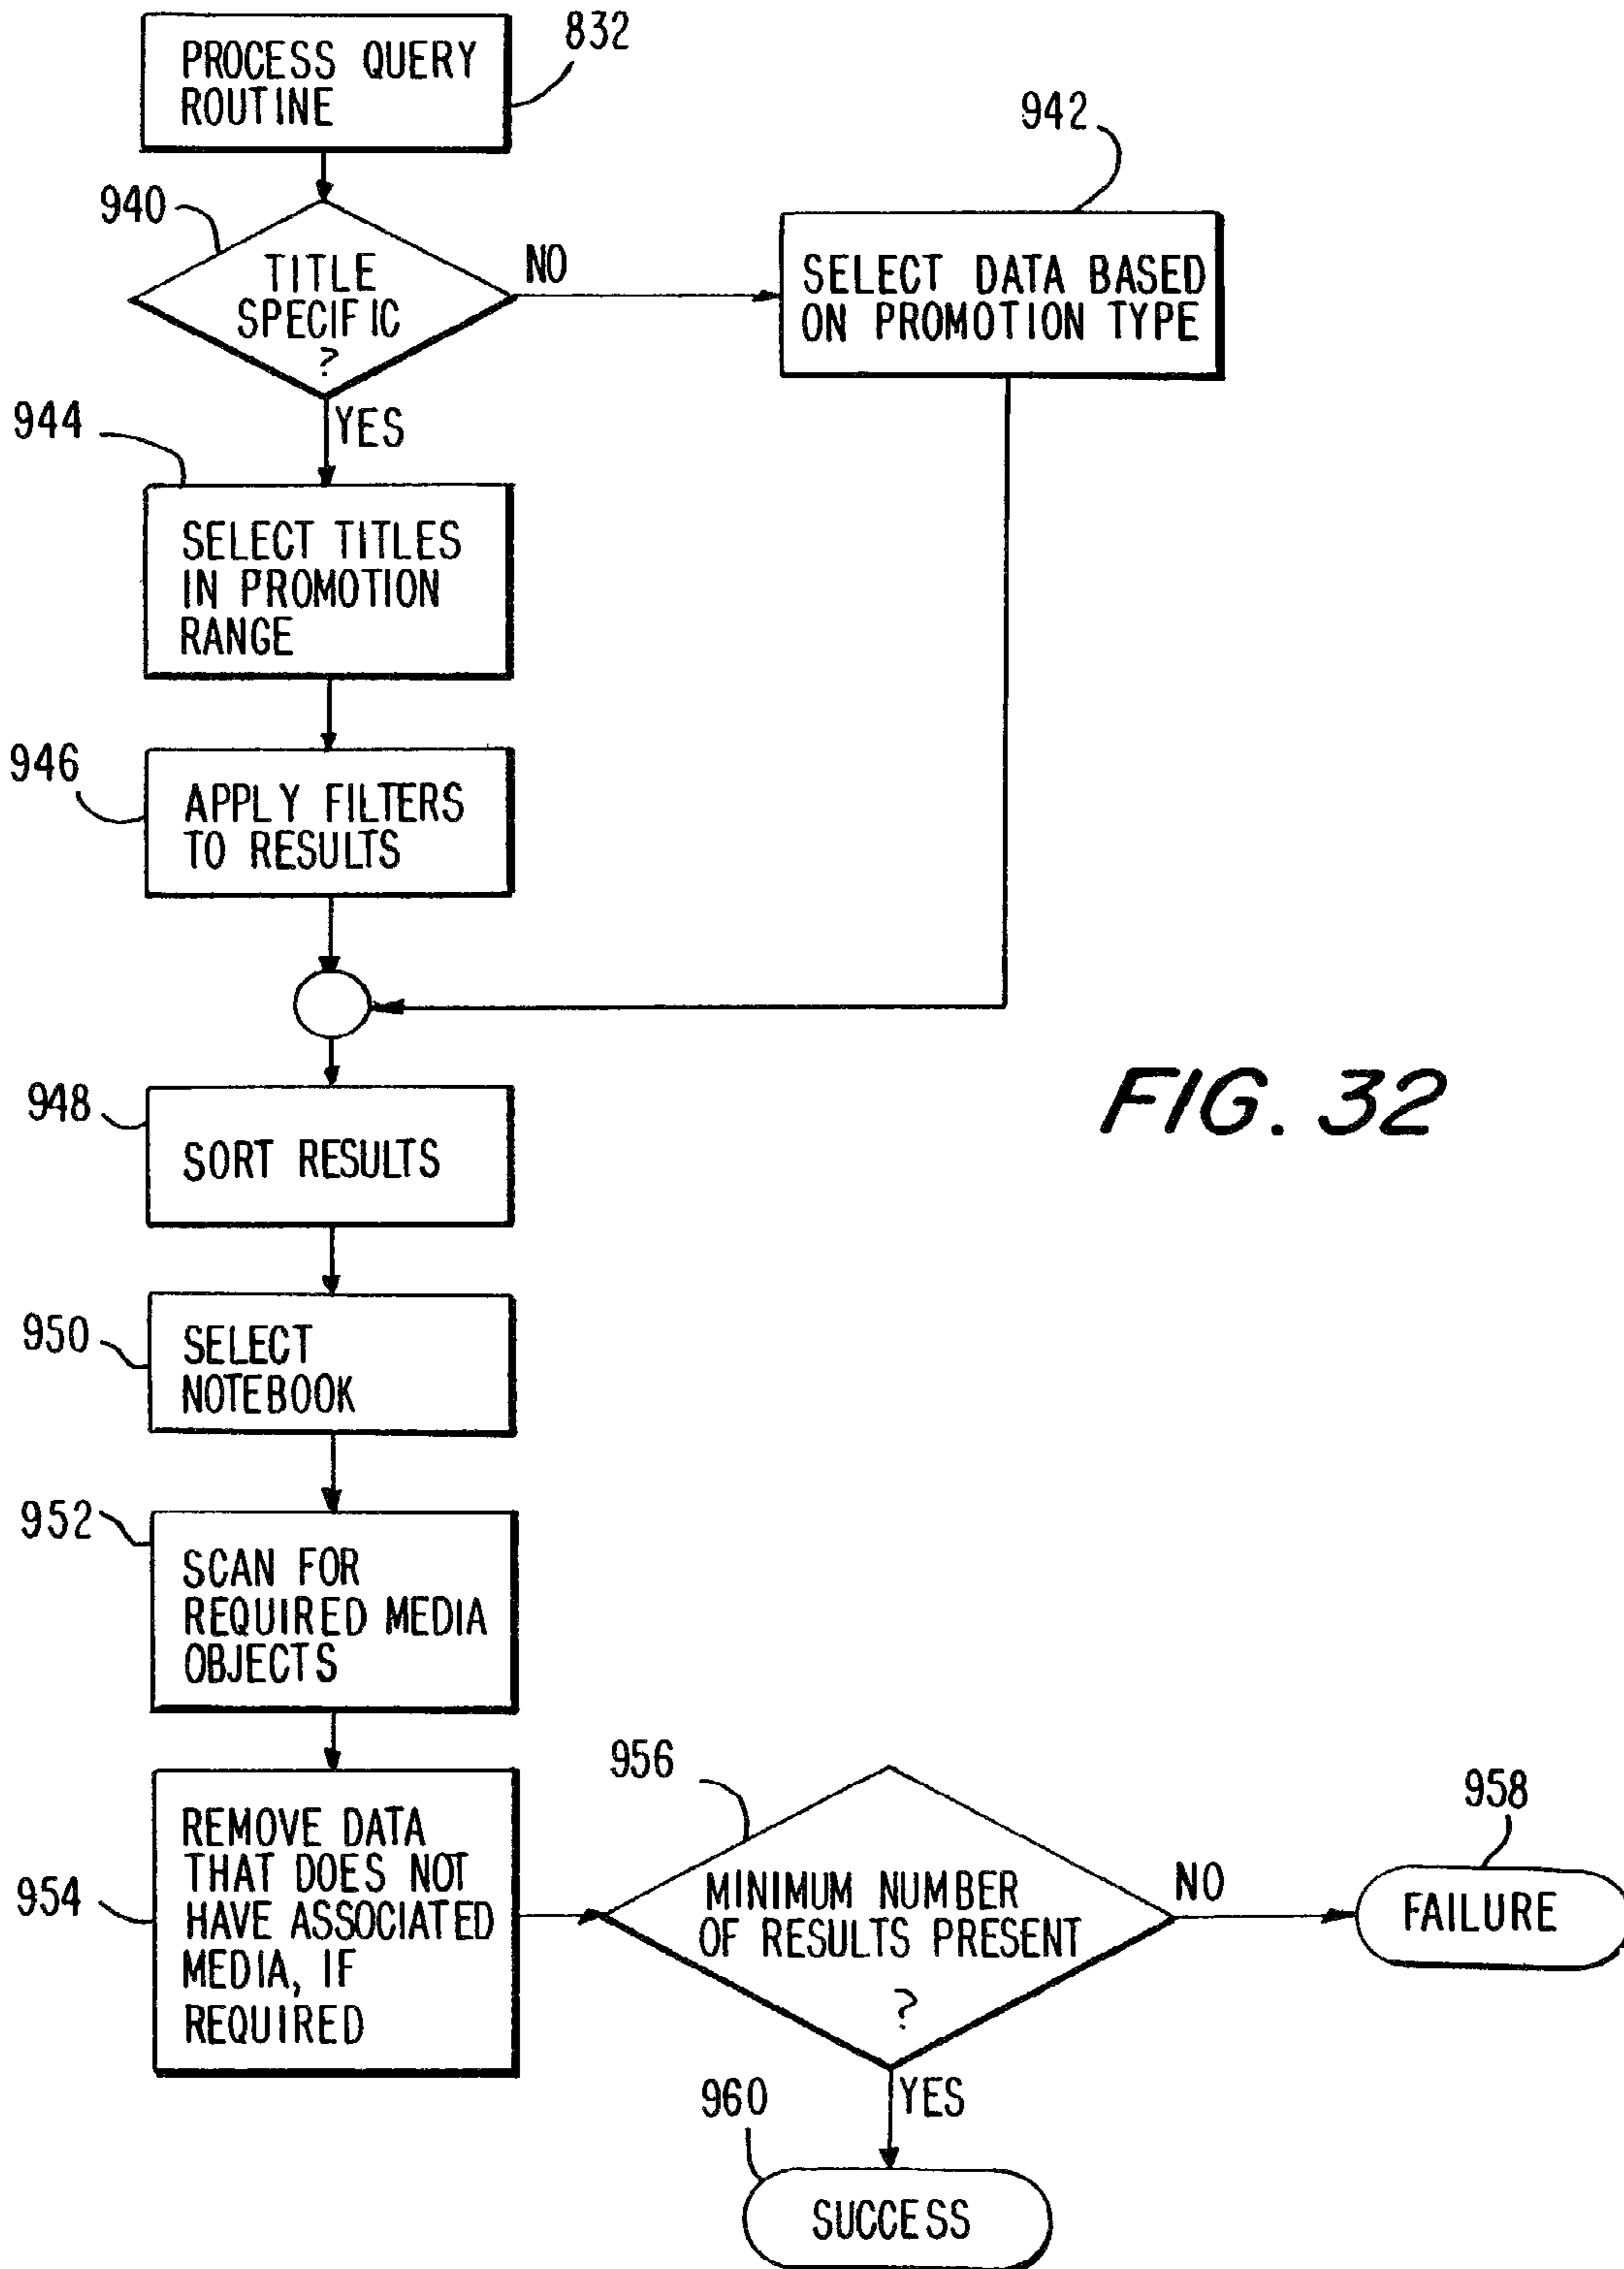 PROCESS QUERY
ROUTINE
832
940
TITLE
SPECIFIC
?
NO
942
SELECT DATA BASED
ON PROMOTION TYPE
YES
944
SELECT TITLES
IN PROMOTION
RANGE
946
APPLY FILTERS
TO RESULTS
948
SORT RESULTS
FIG. 32
950
SELECT
NOTEBOOK
952
SCAN FOR
REQUIRED MEDIA
OBJECTS
954
REMOVE DATA
THAT DOES NOT
HAVE ASSOCIATED
MEDIA, IF
REQUIRED
956
MINIMUM NUMBER
OF RESULTS PRESENT
?
NO
958
FAILURE
YES
960
SUCCESS